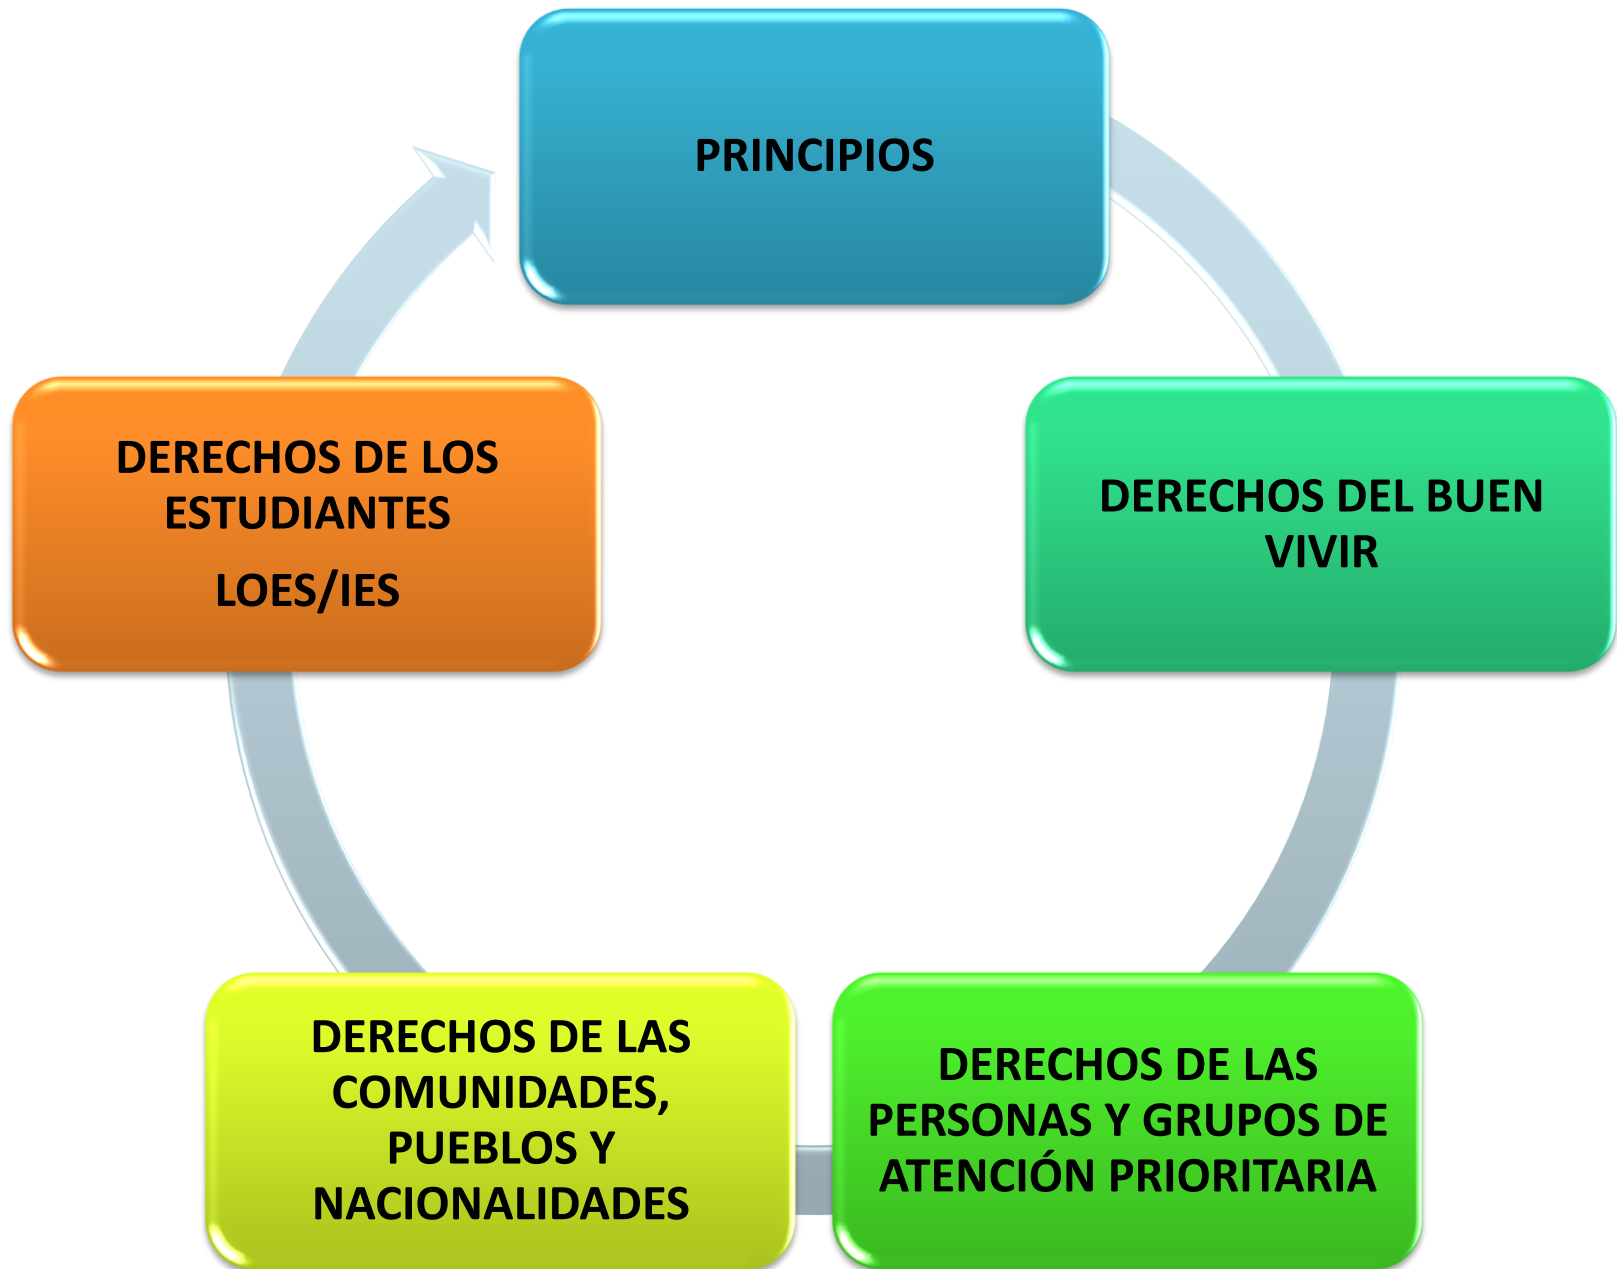 PRINCIPIOS
DERECHOS DEL BUEN
VIVIR
DERECHOS DE LAS
PERSONAS Y GRUPOS DE
ATENCIÓN PRIORITARIA
DERECHOS DE LAS
COMUNIDADES,
PUEBLOS Y
NACIONALIDADES
DERECHOS DE LOS
ESTUDIANTES
LOES/IES